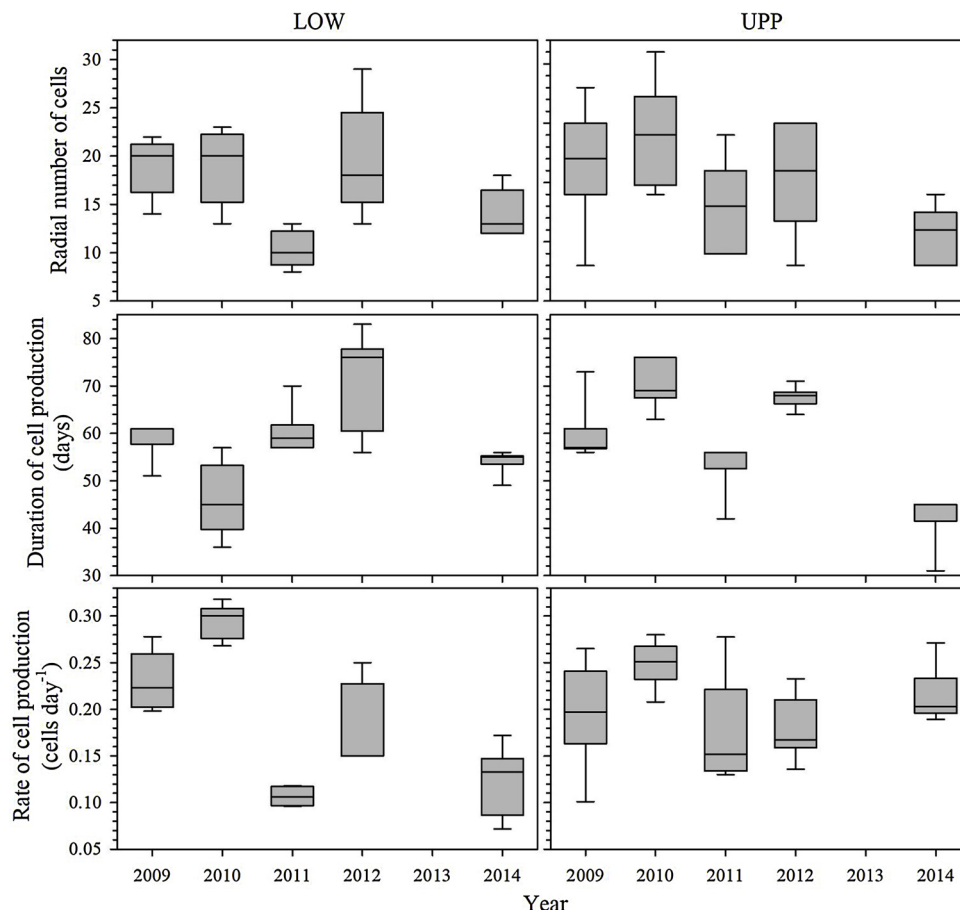 LOW UPP
Radial number of cells
30
25
20
15
10
5
Duration of cell production
(days)
80
70
60
50
40
30
Rate of cell production
(cells day-1)
0.30
0.25
0.20
0.15
0.10
0.05
2009 2010 2011 2012 2013 2014 2009 2010 2011 2012 2013 2014
Year